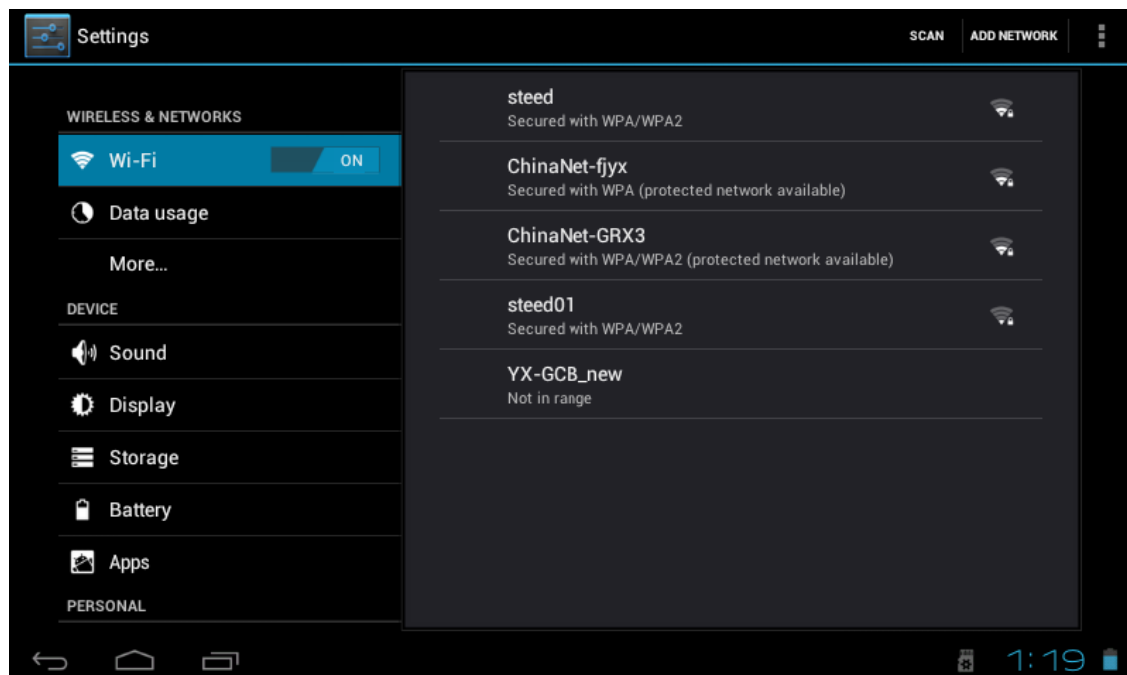 Settings
SCAN
ADD NETWORK
WIRELESS & NETWORKS
Wi-Fi
ON
Data usage
More...
DEVICE
Sound
Display
Storage
Battery
Apps
PERSONAL
steed
Secured with WPA/WPA2
ChinaNet-fjyx
Secured with WPA (protected network available)
ChinaNet-GRX3
Secured with WPA/WPA2 (protected network available)
steed01
Secured with WPA/WPA2
YX-GCB_new
Not in range
1:19